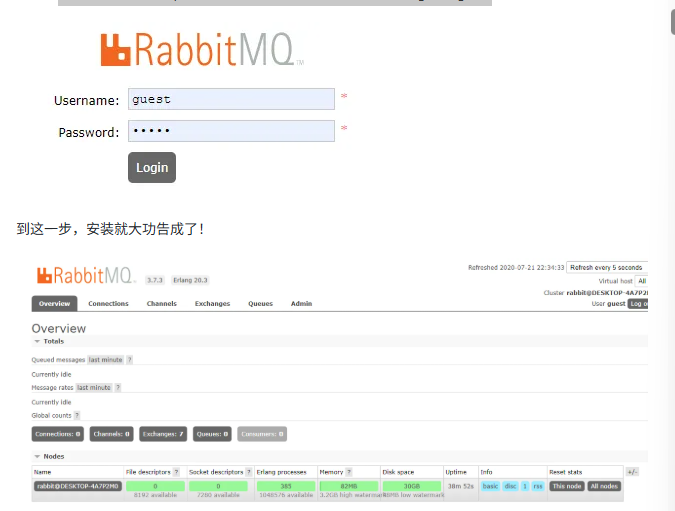 RabbitMQ TM
Username: guest *
Password: ••••• *
Login
到这一步，安装就大功告成了！
RabbitMQ 3.7.3 Erlang 20.3
Refreshed 2020-07-21 22:34:33 Refresh every 5 seconds
Virtual host All
Cluster rabbit@DESKTOP-4A7P2M
User guest Log o
Overview Connections Channels Exchanges Queues Admin
Overview
Totals
Queued messages last minute ?
Currently idle
Message rates last minute ?
Currently idle
Global counts ?
Connections: 0 Channels: 0 Exchanges: 7 Queues: 0 Consumers: 0
Nodes
Name File descriptors ? Socket descriptors ? Erlang processes Memory ? Disk space Uptime Info Reset stats +/-
rabbit@DESKTOP-4A7P2M0 0 0 385 82MB 30GB 38m 52s basic disc 1 rss This node All nodes
8192 available 7280 available 1048576 available 3.2GB high watermark 48MB low watermark